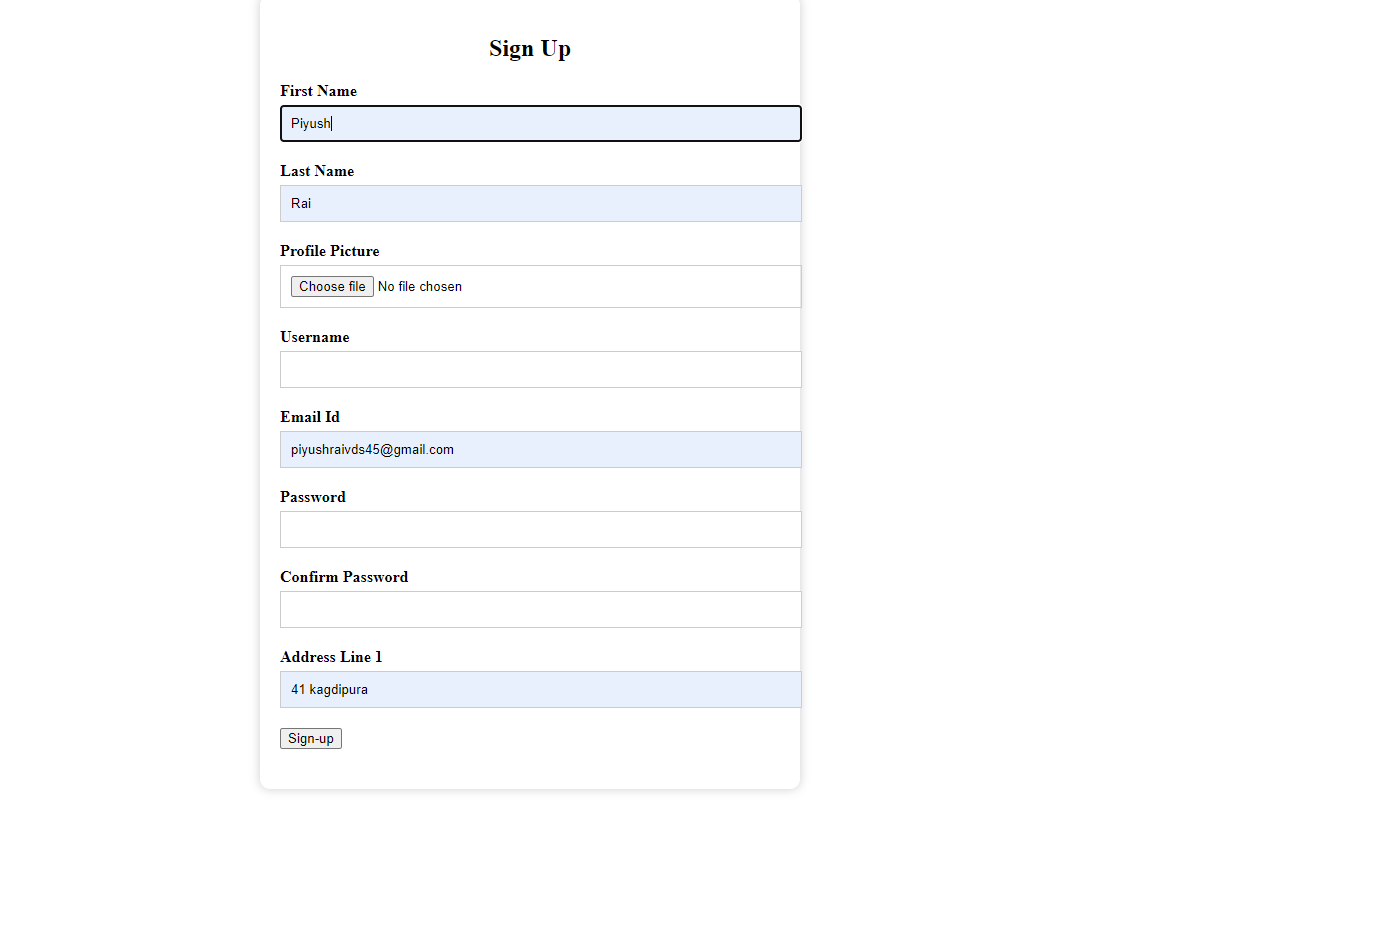 Sign Up
First Name
Piyush
Last Name
Rai
Profile Picture
Choose file No file chosen
Username
Email Id
piyushraivds45@gmail.com
Password
Confirm Password
Address Line 1
41 kagdipura
Sign-up